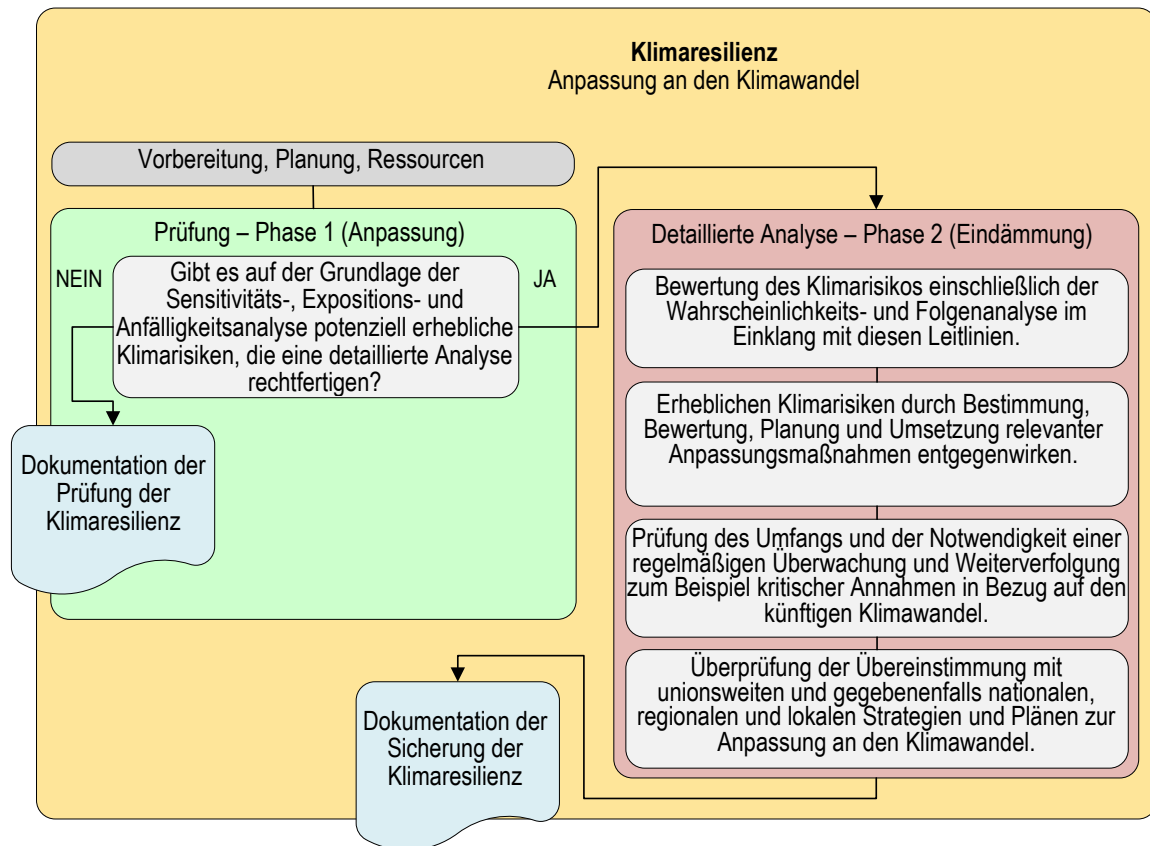 Klimaresilienz
Anpassung an den Klimawandel
Vorbereitung, Planung, Ressourcen
Prüfung – Phase 1 (Anpassung)
NEIN
Gibt es auf der Grundlage der
Sensitivitäts-, Expositions- und
Anfälligkeitsanalyse potenziell erhebliche
Klimarisiken, die eine detaillierte Analyse
rechtfertigen?
JA
Dokumentation der
Prüfung der
Klimaresilienz
Detaillierte Analyse – Phase 2 (Eindämmung)
Bewertung des Klimarisikos einschließlich der
Wahrscheinlichkeits- und Folgenanalyse im
Einklang mit diesen Leitlinien.
Erheblichen Klimarisiken durch Bestimmung,
Bewertung, Planung und Umsetzung relevanter
Anpassungsmaßnahmen entgegenwirken.
Prüfung des Umfangs und der Notwendigkeit einer
regelmäßigen Überwachung und Weiterverfolgung
zum Beispiel kritischer Annahmen in Bezug auf den
künftigen Klimawandel.
Überprüfung der Übereinstimmung mit
unionsweiten und gegebenenfalls nationalen,
regionalen und lokalen Strategien und Plänen zur
Anpassung an den Klimawandel.
Dokumentation der
Sicherung der
Klimaresilienz